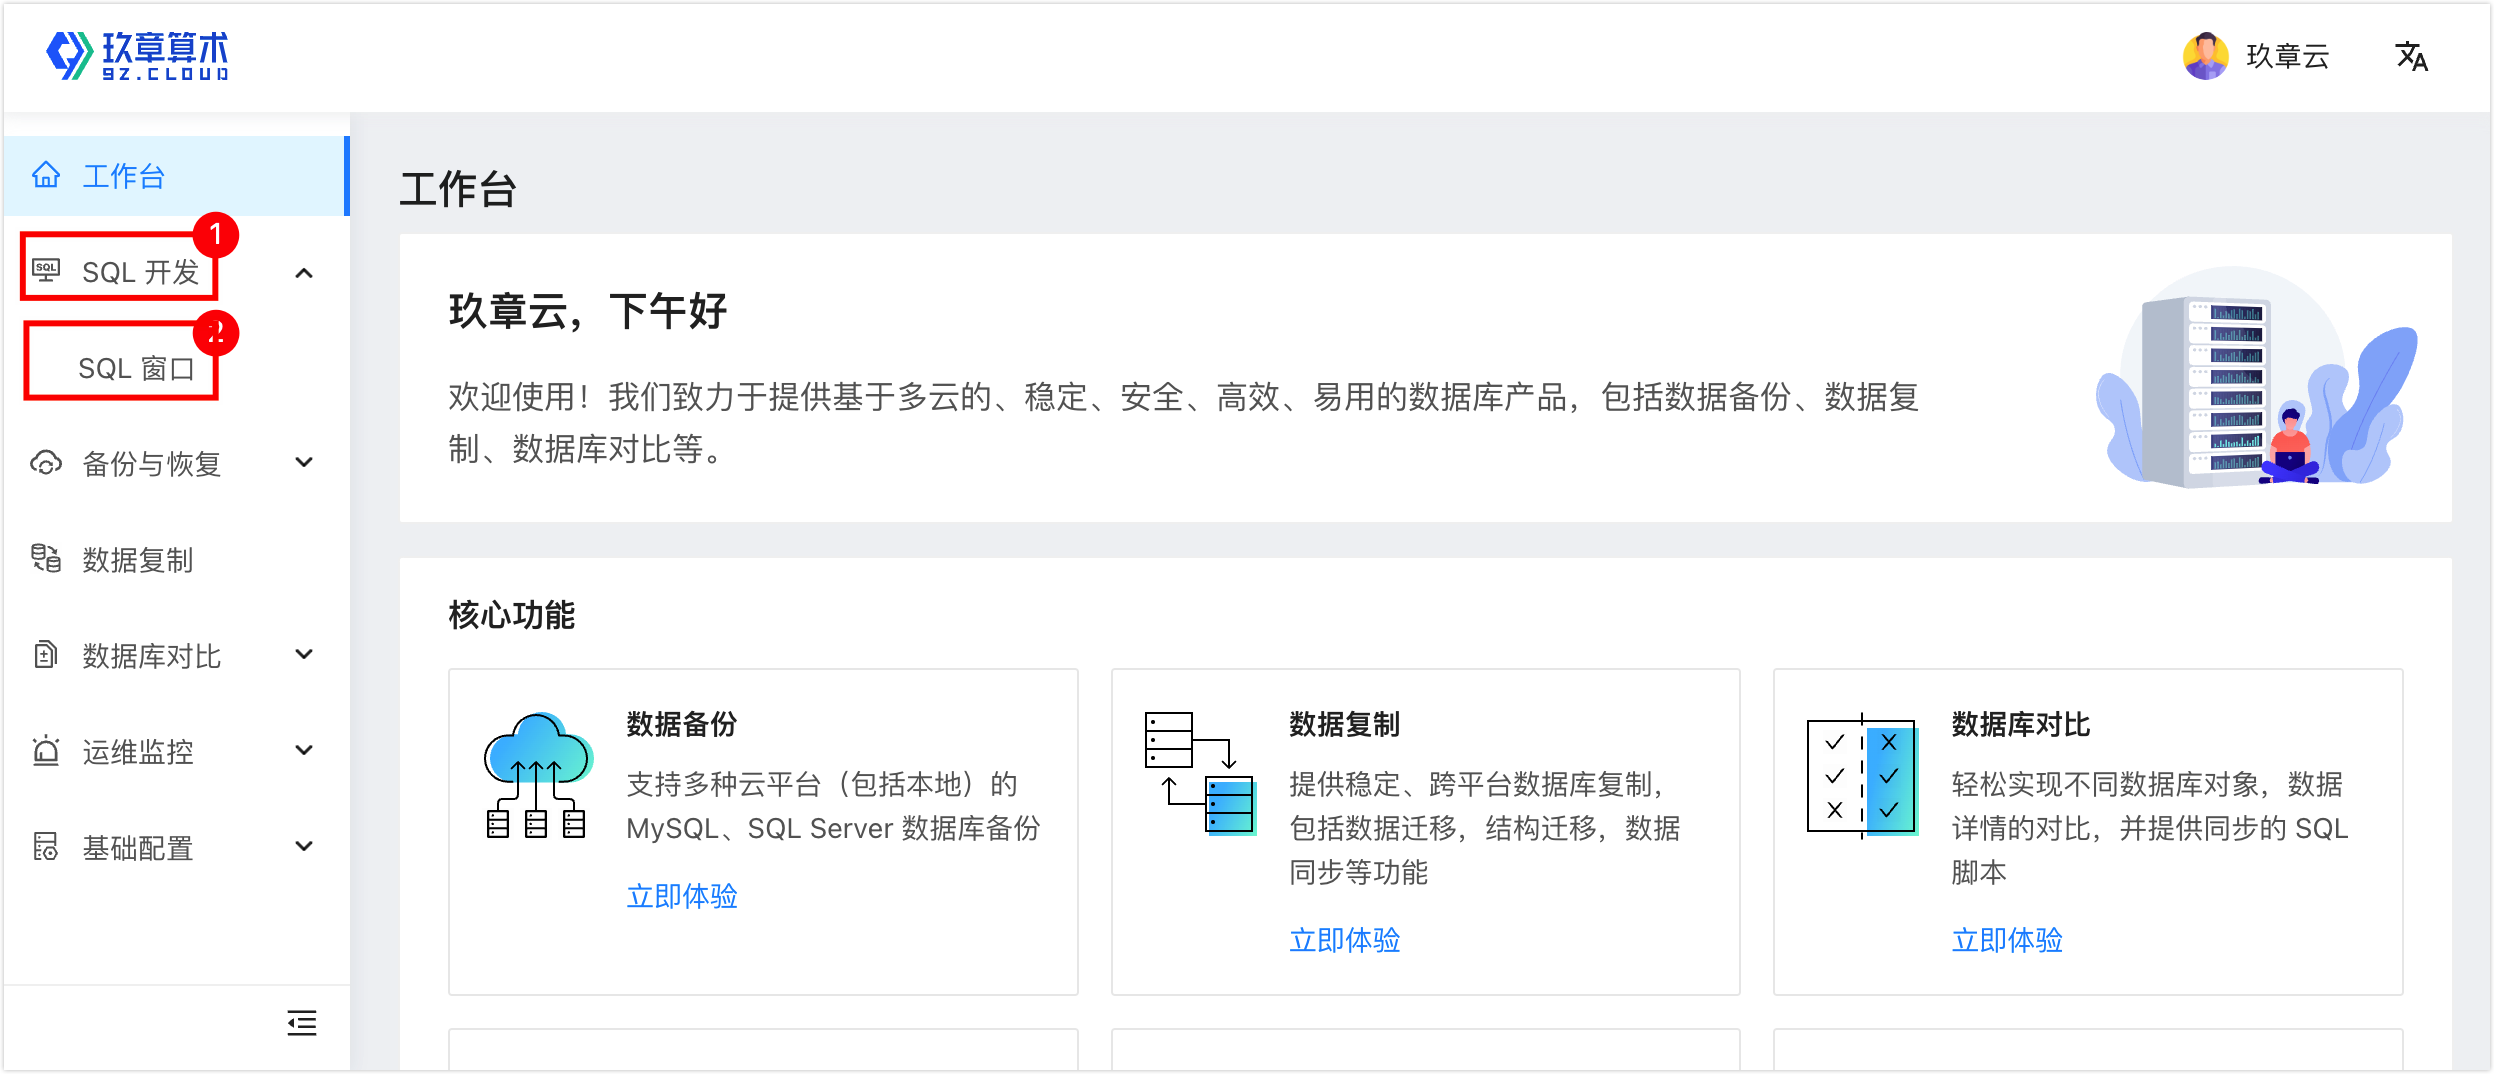 玖章算术
9Z.CLOUD
玖章云
工作台
1
SQL 开发
2
SQL 窗口
备份与恢复
数据复制
数据库对比
运维监控
基础配置
工作台
玖章云，下午好
欢迎使用！我们致力于提供基于多云的、稳定、安全、高效、易用的数据库产品，包括数据备份、数据复
制、数据库对比等。
核心功能
数据备份
支持多种云平台（包括本地）的
MySQL、SQL Server 数据库备份
立即体验
数据复制
提供稳定、跨平台数据库复制，
包括数据迁移，结构迁移，数据
同步等功能
立即体验
数据库对比
轻松实现不同数据库对象，数据
详情的对比，并提供同步的 SQL
脚本
立即体验